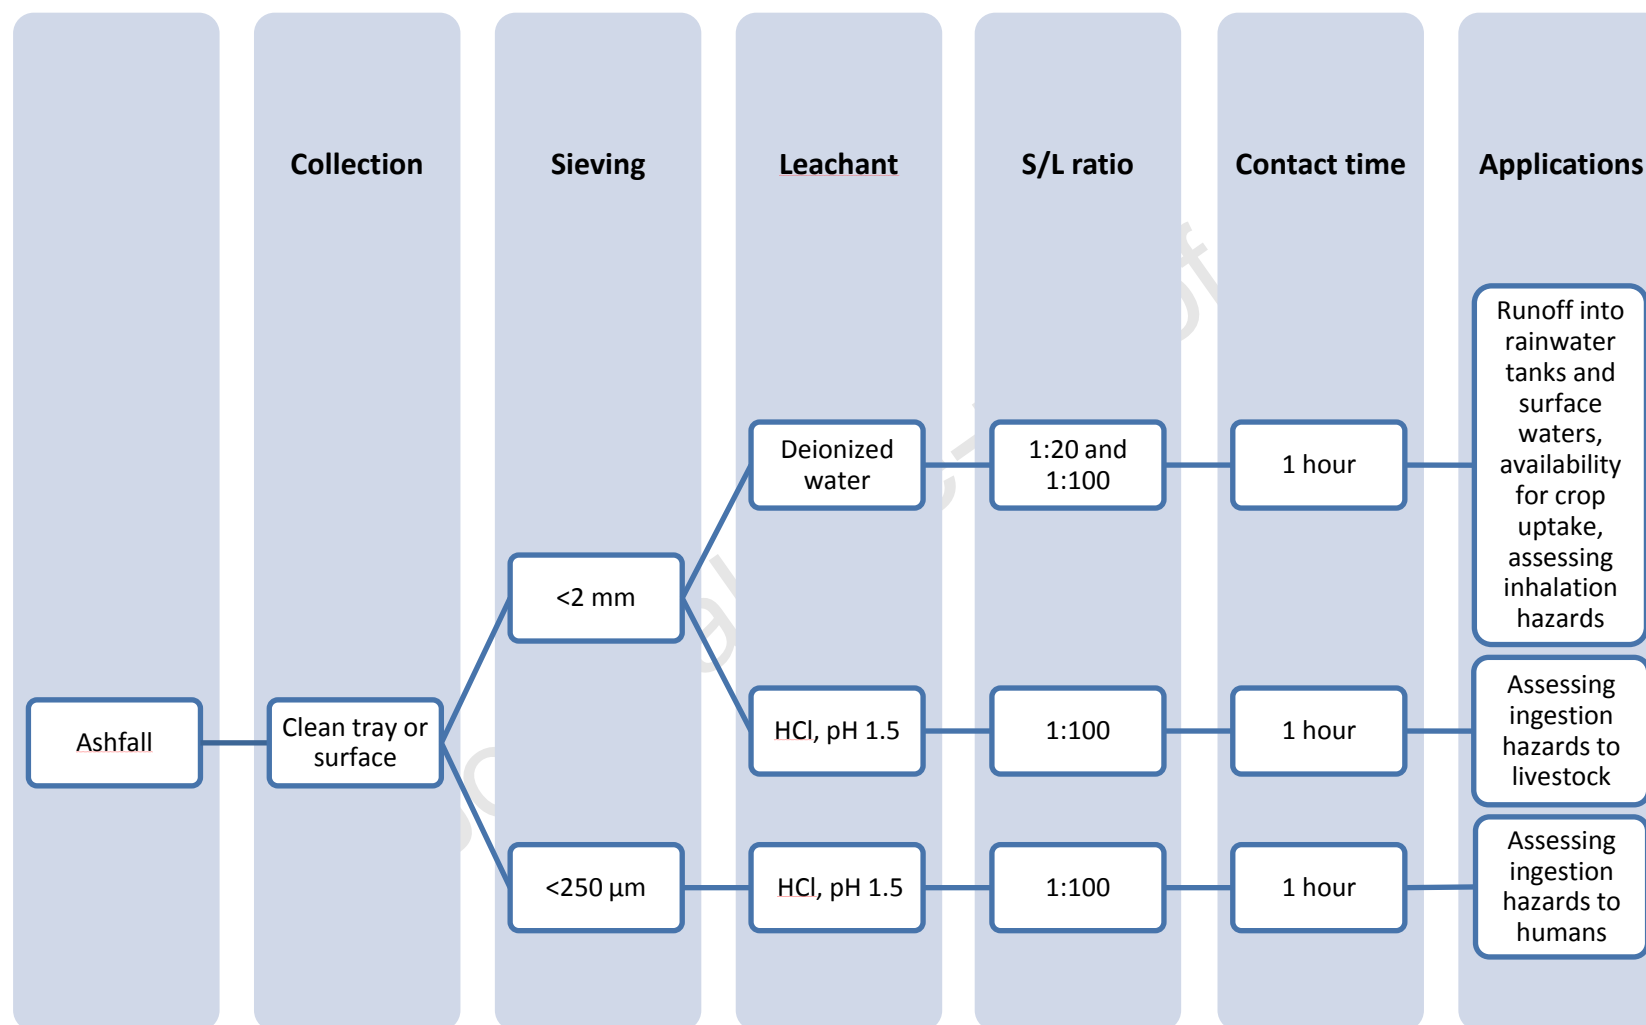 Collection
Sieving
Leachant
S/L ratio
Contact time
Applications
Ashfall
Clean tray or
surface
<2 mm
<250 µm
Deionized
water
HCl, pH 1.5
HCl, pH 1.5
1:20 and
1:100
1:100
1:100
1 hour
1 hour
1 hour
Runoff into
rainwater
tanks and
surface
waters,
availability
for crop
uptake,
assessing
inhalation
hazards
Assessing
ingestion
hazards to
livestock
Assessing
ingestion
hazards to
humans